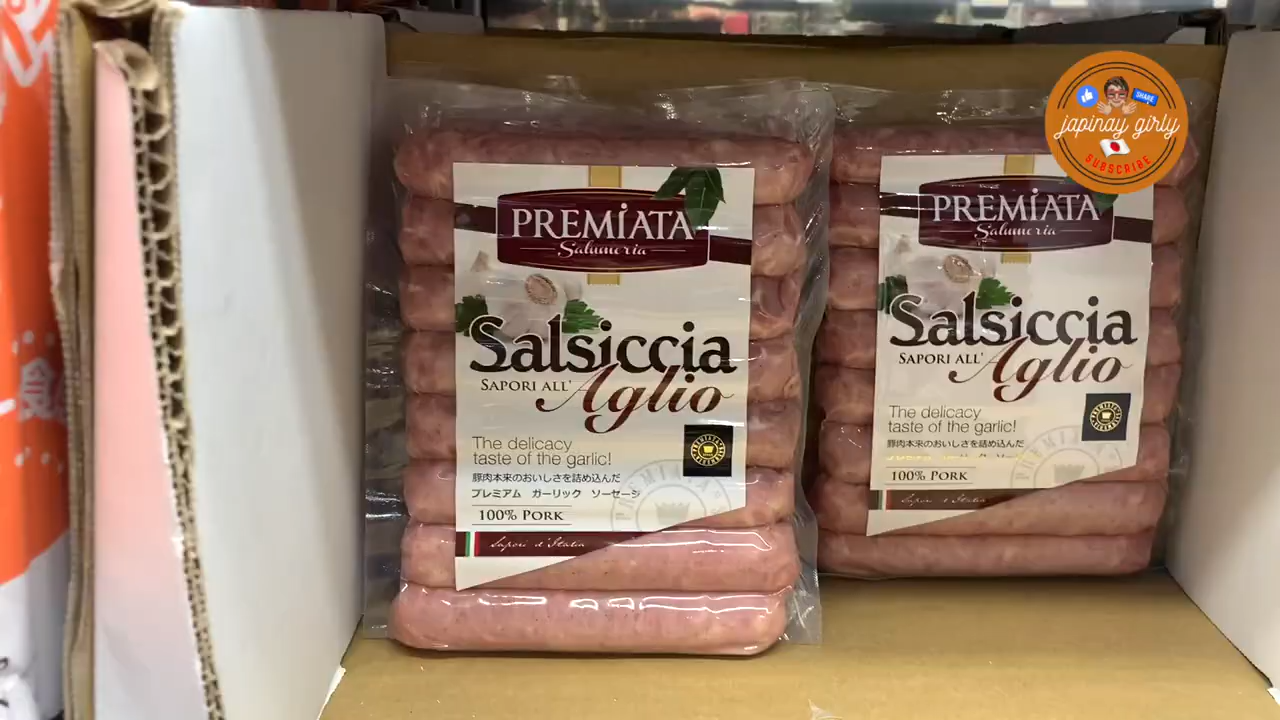 PREMIATA
Salumeria
Salsiccia
SAPORI ALL'
Aglio
The delicacy
taste of the garlic!
豚肉本来のおいしさを詰め込んだ
プレミアム ガーリック ソーセージ
100% PORK
Sapori d'Italia
PREMIATA
Salumeria
Salsiccia
SAPORI ALL'
Aglio
The delicacy
taste of the garlic!
豚肉本来のおいしさを詰め込んだ
100% PORK
Sapori d'Italia
SHARE
japinay girly
SUBSCRIBE